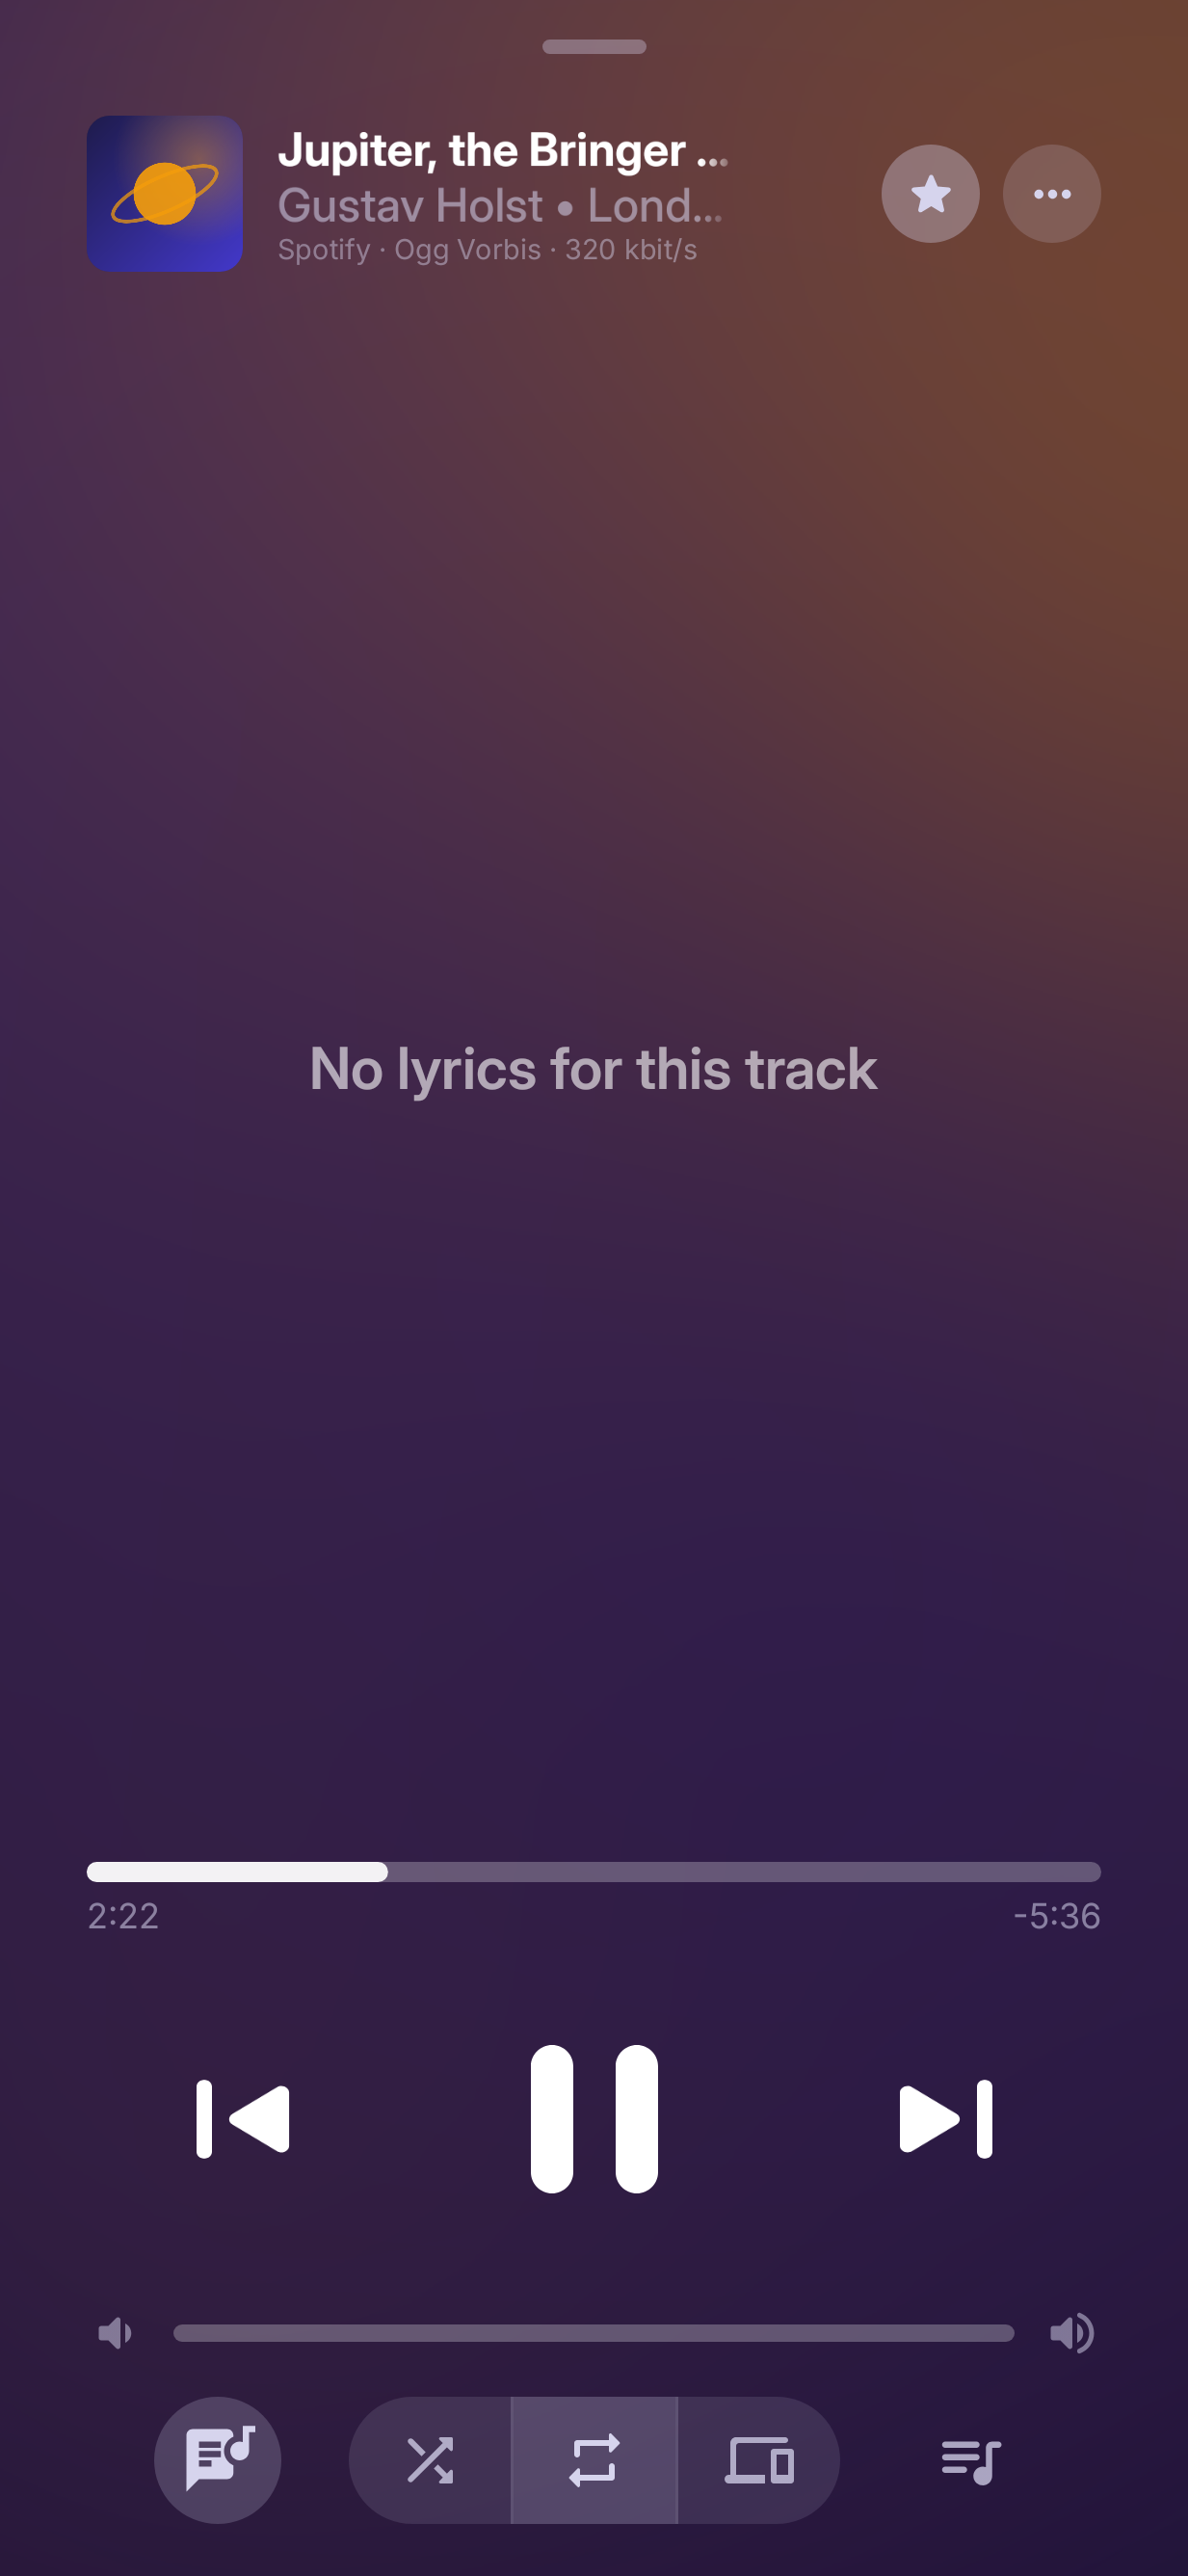 Jupiter, the Bringer ...
Gustav Holst • Lond...
Spotify · Ogg Vorbis · 320 kbit/s
No lyrics for this track
2:22
-5:36